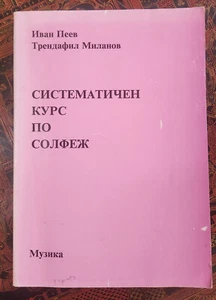 Иван Пеев
Трендафил Миланов
СИСТЕМАТИЧЕН
КУРС
ПО
СОЛФЕЖ
Музика